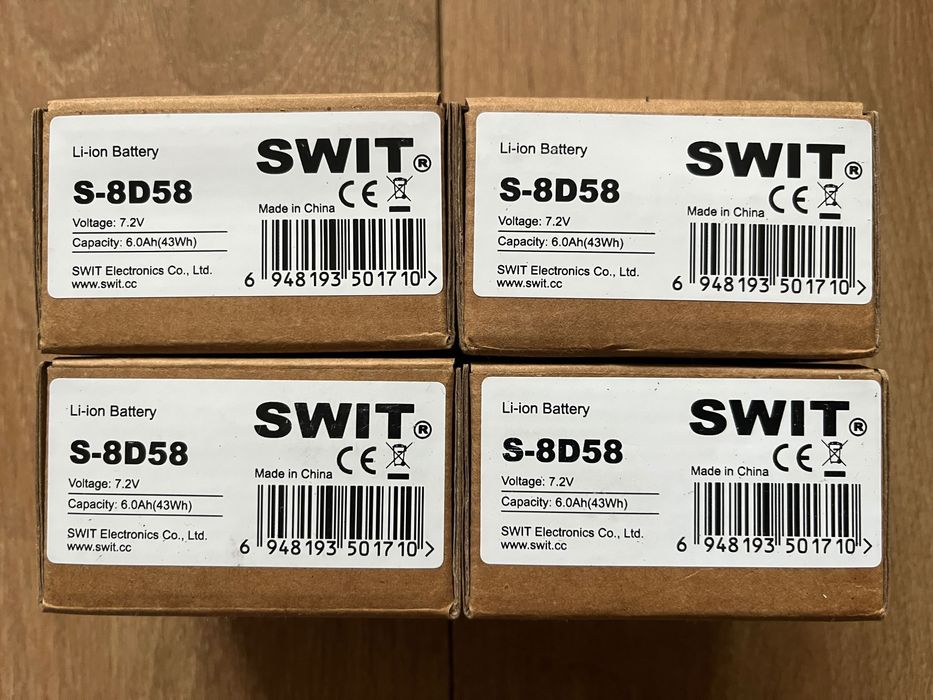 Li-ion Battery
SWIT®
S-8D58
CE
Made in China
Voltage: 7.2V
Capacity: 6.0Ah(43Wh)
SWIT Electronics Co., Ltd.
www.swit.cc
6 948193 501710 >
Li-ion Battery
SWIT®
S-8D58
CE
Made in China
Voltage: 7.2V
Capacity: 6.0Ah(43Wh)
SWIT Electronics Co., Ltd.
www.swit.cc
6 948193 501710 >
Li-ion Battery
SWIT®
S-8D58
CE
Made in China
Voltage: 7.2V
Capacity: 6.0Ah(43Wh)
SWIT Electronics Co., Ltd.
www.swit.cc
6 948193 501710 >
Li-ion Battery
SWIT®
S-8D58
CE
Made in China
Voltage: 7.2V
Capacity: 6.0Ah(43Wh)
SWIT Electronics Co., Ltd.
www.swit.cc
6 948193 501710 >